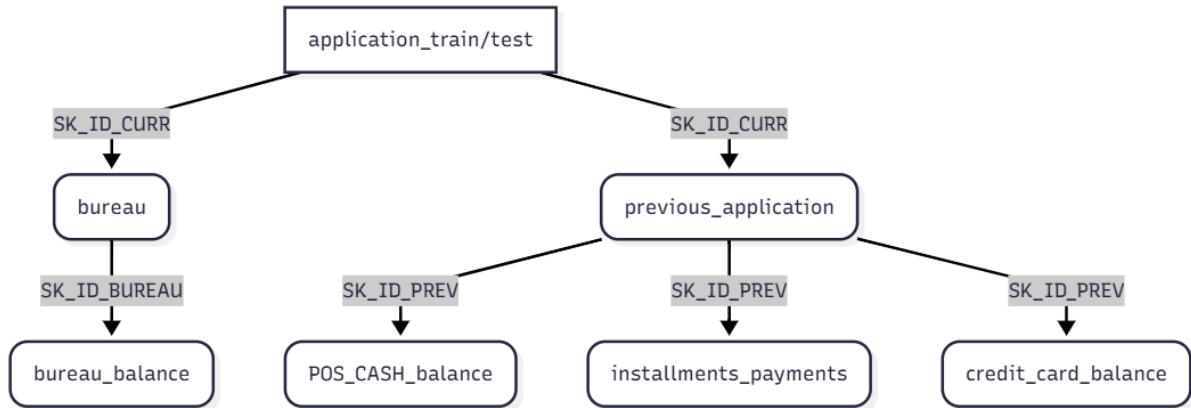 application_train/test
SK_ID_CURR
SK_ID_CURR
bureau
previous_application
SK_ID_BUREAU
SK_ID_PREV
SK_ID_PREV
SK_ID_PREV
bureau_balance
POS_CASH_balance
installments_payments
credit_card_balance